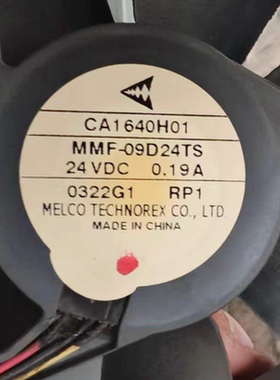 CA1640H01
MMF-09D24TS
24VDC 0.19A
0322G1 RP1
MELCO TECHNOREX CO., LTD.
MADE IN CHINA